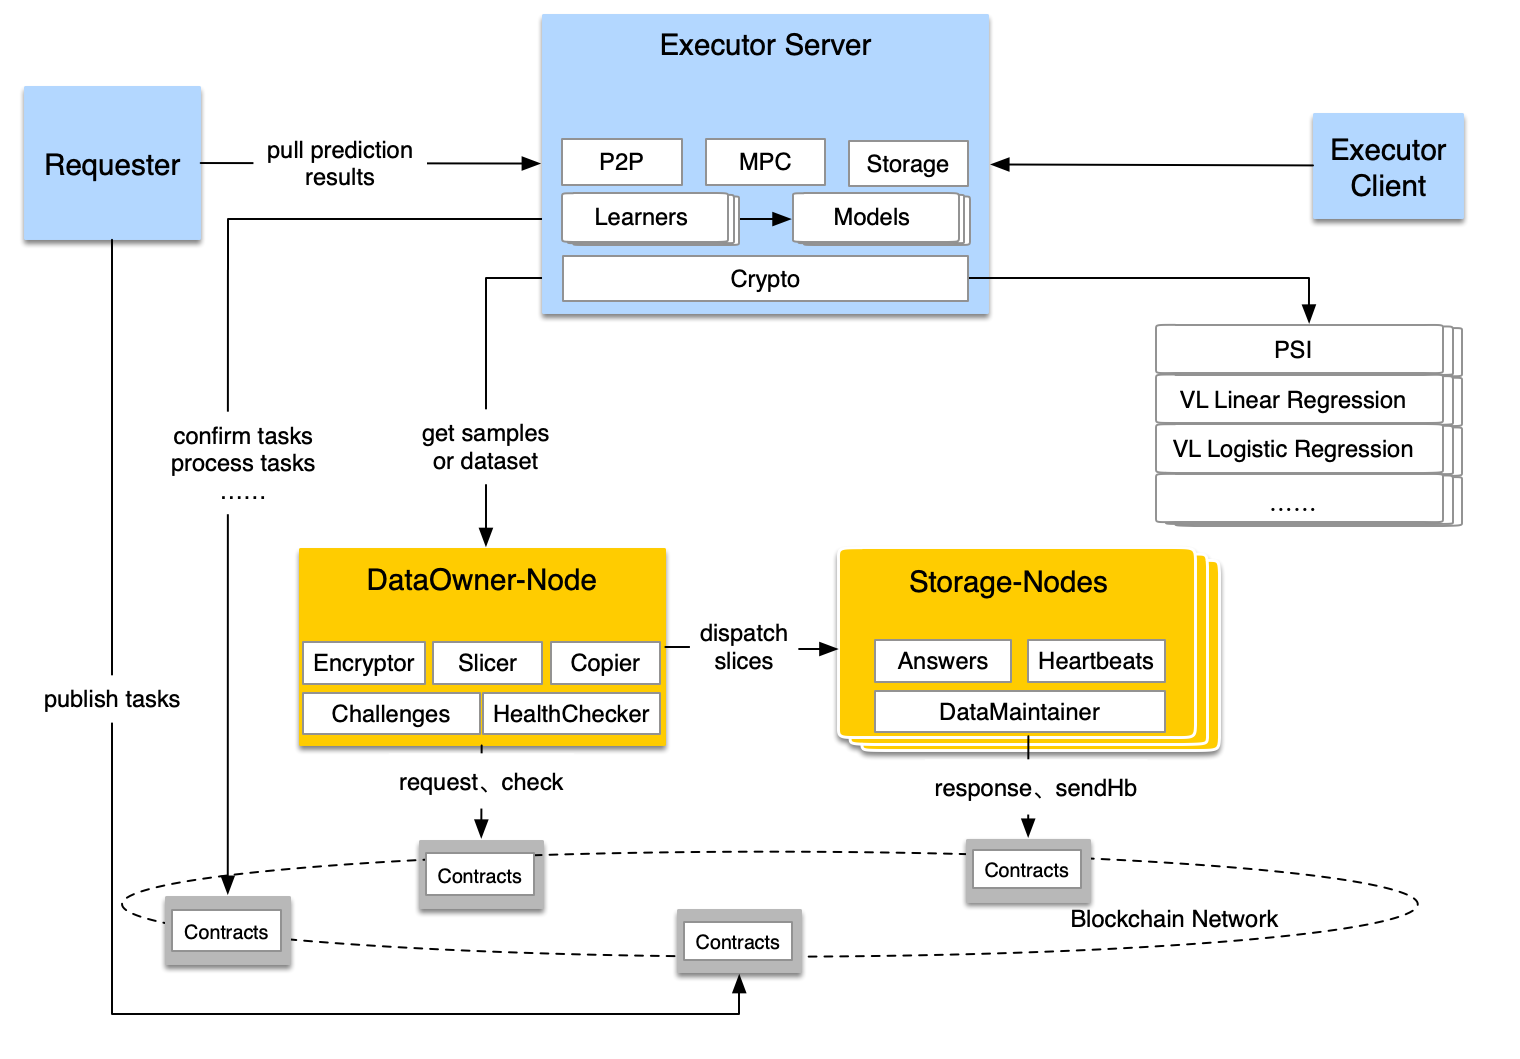 Executor Server
Requester
pull prediction
results
P2P
MPC
Storage
Executor
Client
Learners
Models
Crypto
PSI
VL Linear Regression
VL Logistic Regression
……
confirm tasks
process tasks
……
get samples
or dataset
DataOwner-Node
Encryptor
Slicer
Copier
Challenges
HealthChecker
dispatch
slices
Storage-Nodes
Answers
Heartbeats
DataMaintainer
publish tasks
request、check
response、sendHb
Contracts
Contracts
Contracts
Contracts
Blockchain Network